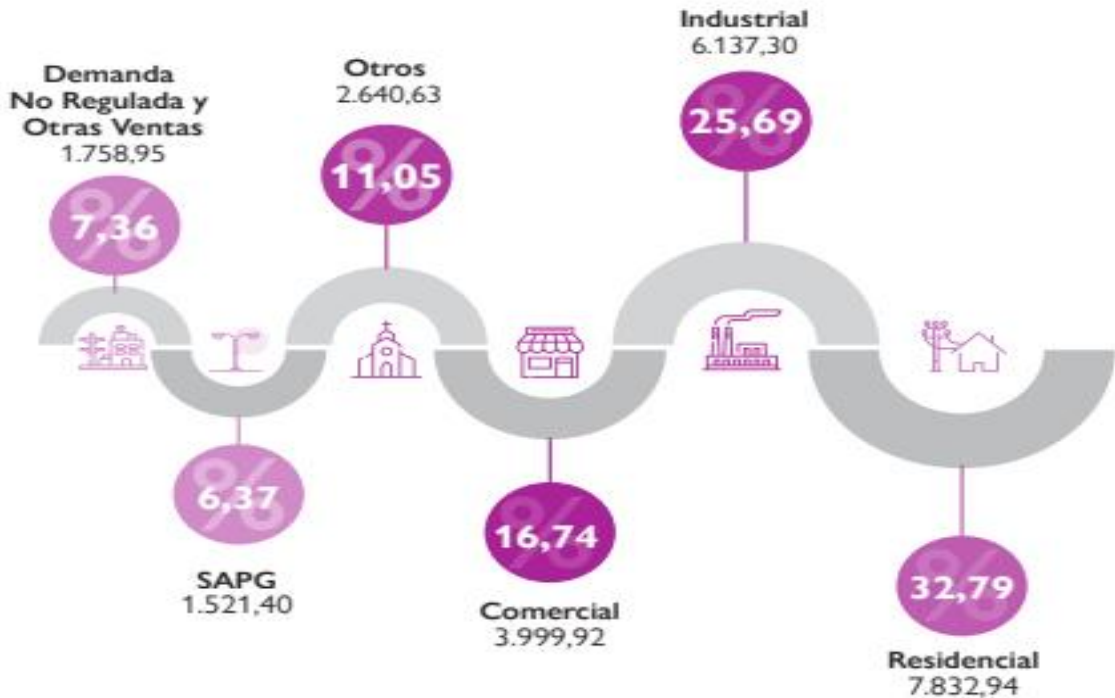 Demanda
No Regulada y
Otras Ventas
1.758,95
%
7,36
%
6,37
SAPG
1.521,40
Otros
2.640,63
%
11,05
%
16,74
Comercial
3.999,92
Industrial
6.137,30
%
25,69
%
32,79
Residencial
7.832,94